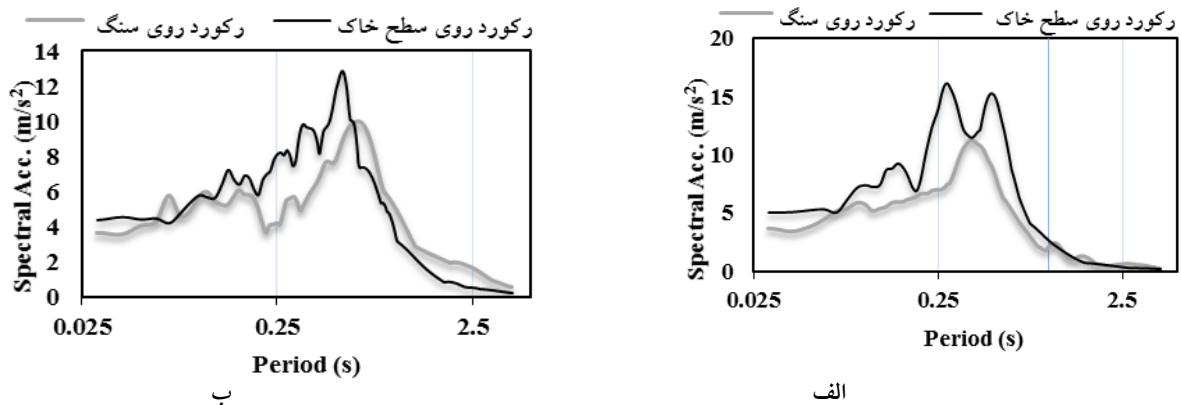 رکورد روی سطح خاک رکورد روی سنگ
20
15
10
5
0
Spectral Acc. (m/s²)
0.025 0.25 2.5
Period (s)
الف
رکورد روی سطح خاک رکورد روی سنگ
14
12
10
8
6
4
2
0
Spectral Acc. (m/s²)
0.025 0.25 2.5
Period (s)
ب